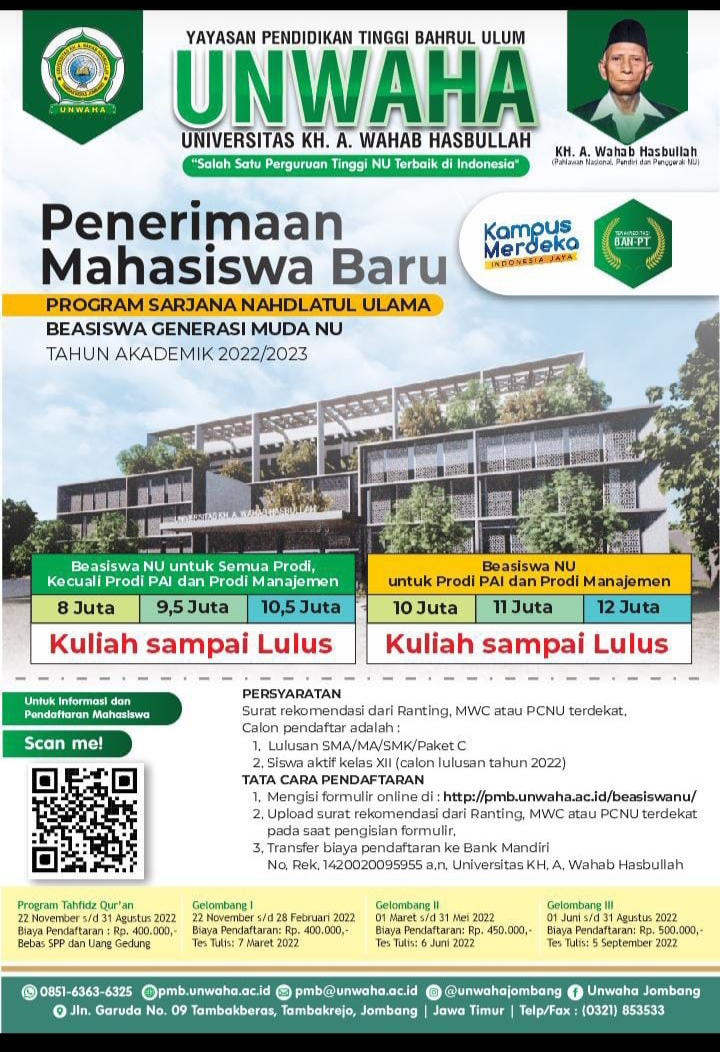 YAYASAN PENDIDIKAN TINGGI BAHRUL ULUM
UNWAHA
UNIVERSITAS KH. A. WAHAB HASBULLAH
"Salah Satu Perguruan Tinggi NU Terbaik di Indonesia"
UNWAHA
KH. A. Wahab Hasbullah
(Pahlawan Nasional, Pendiri dan Penggerak NU)
Penerimaan
Mahasiswa Baru
Kampus
Merdeka
INDONESIA JAYA
TERAKREDITASI
BAN-PT
PROGRAM SARJANA NAHDLATUL ULAMA
BEASISWA GENERASI MUDA NU
TAHUN AKADEMIK 2022/2023
UNIVERSITAS KH. A. WAHAB HASBULLAH
Beasiswa NU untuk Semua Prodi,
Kecuali Prodi PAI dan Prodi Manajemen
8 Juta 9,5 Juta 10,5 Juta
Kuliah sampai Lulus
Beasiswa NU
untuk Prodi PAI dan Prodi Manajemen
10 Juta 11 Juta 12 Juta
Kuliah sampai Lulus
Untuk Informasi dan
Pendaftaran Mahasiswa
Scan me!
PERSYARATAN
Surat rekomendasi dari Ranting, MWC atau PCNU terdekat,
Calon pendaftar adalah :
1, Lulusan SMA/MA/SMK/Paket C
2, Siswa aktif kelas XII (calon lulusan tahun 2022)
TATA CARA PENDAFTARAN
1, Mengisi formulir online di : http://pmb.unwaha.ac.id/beasiswanu/
2, Upload surat rekomendasi dari Ranting, MWC atau PCNU terdekat
pada saat pengisian formulir,
3, Transfer biaya pendaftaran ke Bank Mandiri
No, Rek, 1420020095955 a,n, Universitas KH, A, Wahab Hasbullah
Program Tahfidz Qur'an
22 November s/d 31 Agustus 2022
Biaya Pendaftaran : Rp. 400.000,-
Bebas SPP dan Uang Gedung
Gelombang I
22 November s/d 28 Februari 2022
Biaya Pendaftaran: Rp. 400.000,-
Tes Tulis: 7 Maret 2022
Gelombang II
01 Maret s/d 31 Mei 2022
Biaya Pendaftaran: Rp. 450.000,-
Tes Tulis: 6 Juni 2022
Gelombang III
01 Juni s/d 31 Agustus 2022
Biaya Pendaftaran: Rp. 500.000,-
Tes Tulis: 5 September 2022
0851-6363-6325 pmb.unwaha.ac.id pmb@unwaha.ac.id @unwahajombang Unwaha Jombang
Jln. Garuda No. 09 Tambakberas, Tambakrejo, Jombang | Jawa Timur | Telp/Fax : (0321) 853533